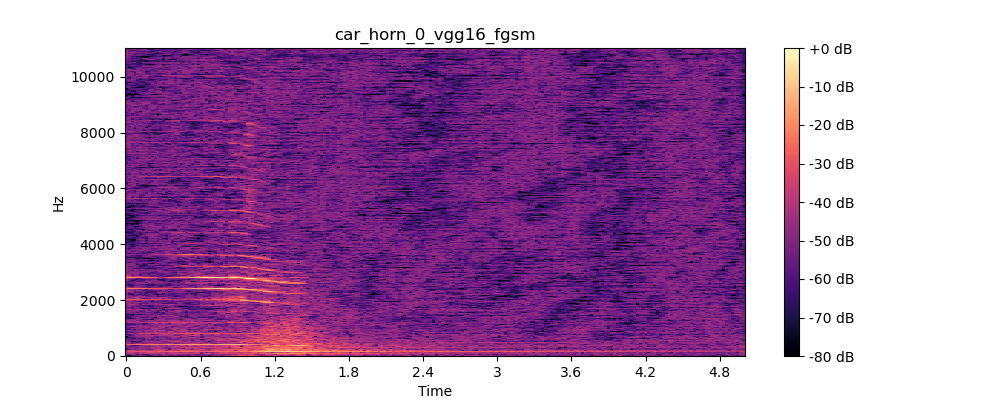 car_horn_0_vgg16_fgsm
10000
8000
6000
4000
2000
0
Hz
0 0.6 1.2 1.8 2.4 3 3.6 4.2 4.8
Time
+0 dB
-10 dB
-20 dB
-30 dB
-40 dB
-50 dB
-60 dB
-70 dB
-80 dB